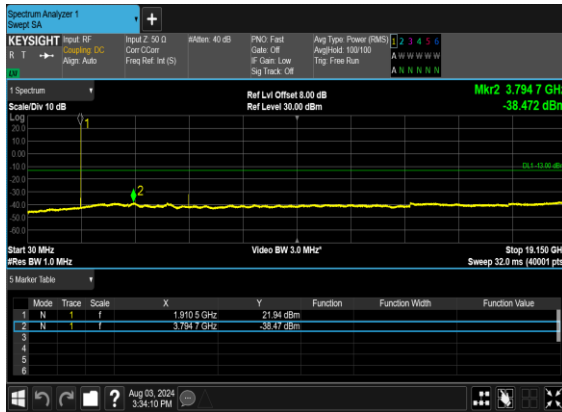 Spectrum Analyzer 1
Swept SA
+
KEYSIGHT Input: RF Input Z: 50 Ω #Atten: 40 dB PNO: Fast Avg Type: Power (RMS) 1 2 3 4 5 6
R T Coupling: DC Corr CCorr Gate: Off Avg|Hold: 100/100 A W W W W W
Align: Auto Freq Ref: Int (S) IF Gain: Low Trig: Free Run
Sig Track: Off A N N N N N
LXI
1 Spectrum Ref Lvl Offset 8.00 dB Mkr2 3.794 7 GHz
Scale/Div 10 dB Ref Level 30.00 dBm -38.472 dBm
Log
20.0
10.0
0.00
-10.0
-20.0
-30.0
-40.0
-50.0
-60.0
1
2
DL1 -13.00 dBm
Start 30 MHz Video BW 3.0 MHz* Stop 19.150 GHz
#Res BW 1.0 MHz Sweep 32.0 ms (40001 pts)
5 Marker Table
Mode Trace Scale X Y Function Function Width Function Value
1 N 1 f 1.910 5 GHz 21.94 dBm
2 N 1 f 3.794 7 GHz -38.47 dBm
3
4
5
6
? Aug 03, 2024
3:34:10 PM